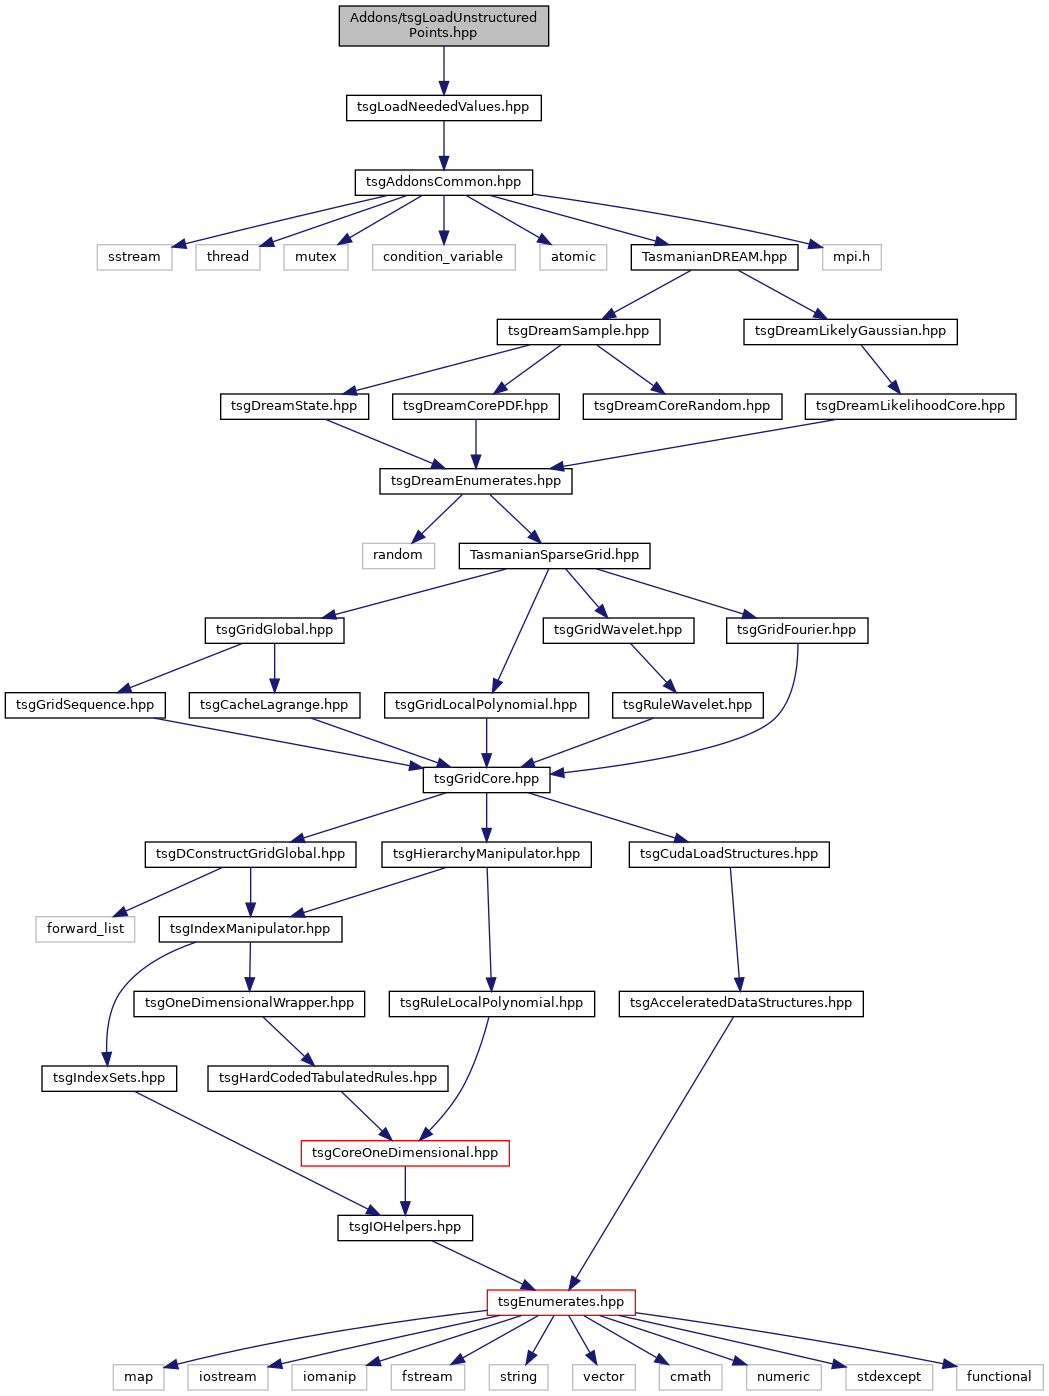 Addons/tsgLoadUnstructured
Points.hpp
tsgLoadNeededValues.hpp
tsgAddonsCommon.hpp
sstream
thread
mutex
condition_variable
atomic
TasmanianDREAM.hpp
mpi.h
tsgDreamSample.hpp
tsgDreamLikelyGaussian.hpp
tsgDreamState.hpp
tsgDreamCorePDF.hpp
tsgDreamCoreRandom.hpp
tsgDreamLikelihoodCore.hpp
tsgDreamEnumerates.hpp
random
TasmanianSparseGrid.hpp
tsgGridGlobal.hpp
tsgGridWavelet.hpp
tsgGridFourier.hpp
tsgGridSequence.hpp
tsgCacheLagrange.hpp
tsgGridLocalPolynomial.hpp
tsgRuleWavelet.hpp
tsgGridCore.hpp
tsgDConstructGridGlobal.hpp
tsgHierarchyManipulator.hpp
tsgCudaLoadStructures.hpp
forward_list
tsgIndexManipulator.hpp
tsgOneDimensionalWrapper.hpp
tsgRuleLocalPolynomial.hpp
tsgAcceleratedDataStructures.hpp
tsgIndexSets.hpp
tsgHardCodedTabulatedRules.hpp
tsgCoreOneDimensional.hpp
tsgIOHelpers.hpp
tsgEnumerates.hpp
map
iostream
iomanip
fstream
string
vector
cmath
numeric
stdexcept
functional